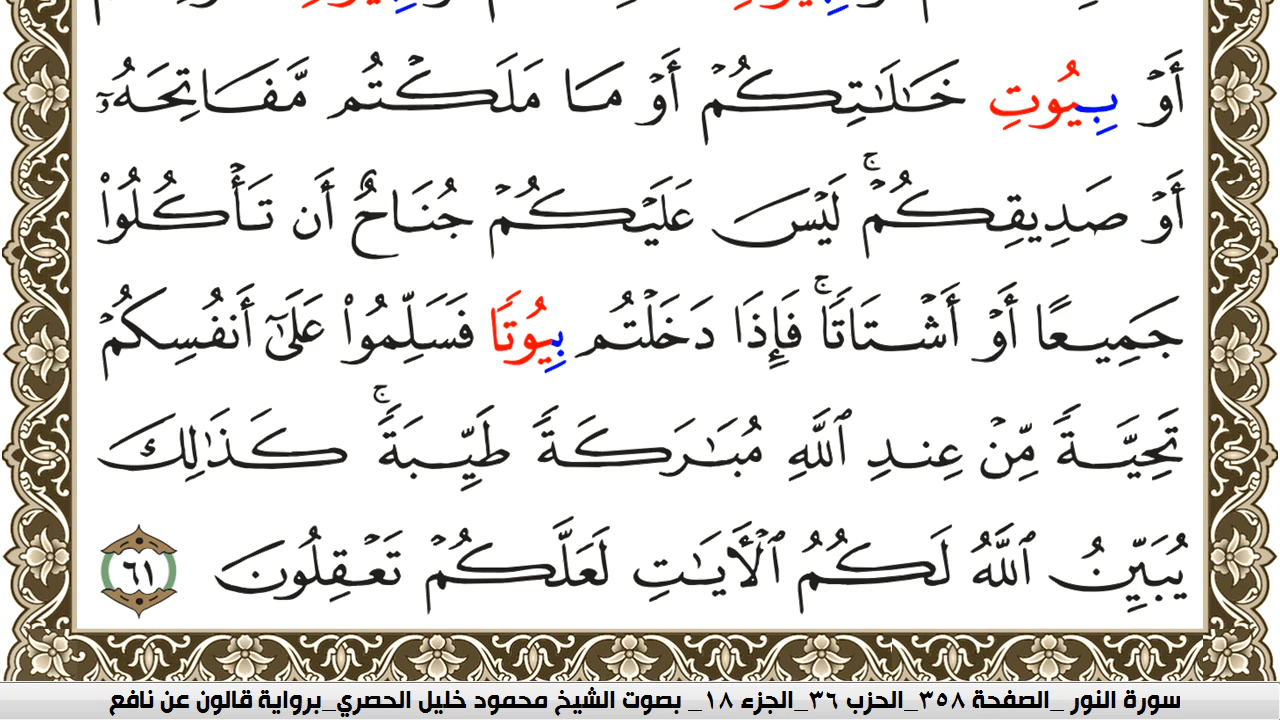 أَوْ بِيُوتِ خَٰلَٰتِكُمْ أَوْ مَا مَلَكْتُم مَّفَاتِحَهُۥٓ
أَوْ صَدِيقِكُمْۚ لَيْسَ عَلَيْكُمْ جُنَاحٌ أَن تَأْكُلُواْ
جَمِيعًا أَوْ أَشْتَاتًاۚ فَإِذَا دَخَلْتُم بِيُوتًا فَسَلِّمُواْ عَلَىٰٓ أَنفُسِكُمْ
تَحِيَّةً مِّنْ عِندِ ٱللَّهِ مُبَٰرَكَةً طَيِّبَةًۚ كَذَٰلِكَ
يُبَيِّنُ ٱللَّهُ لَكُمُ ٱلْأٓيَٰتِ لَعَلَّكُمْ تَعْقِلُونَ ٦١
سورة النور _الصفحة ٣٥٨_الحزب ٣٦_الجزء ١٨_ بصوت الشيخ محمود خليل الحصري_برواية قالون عن نافع